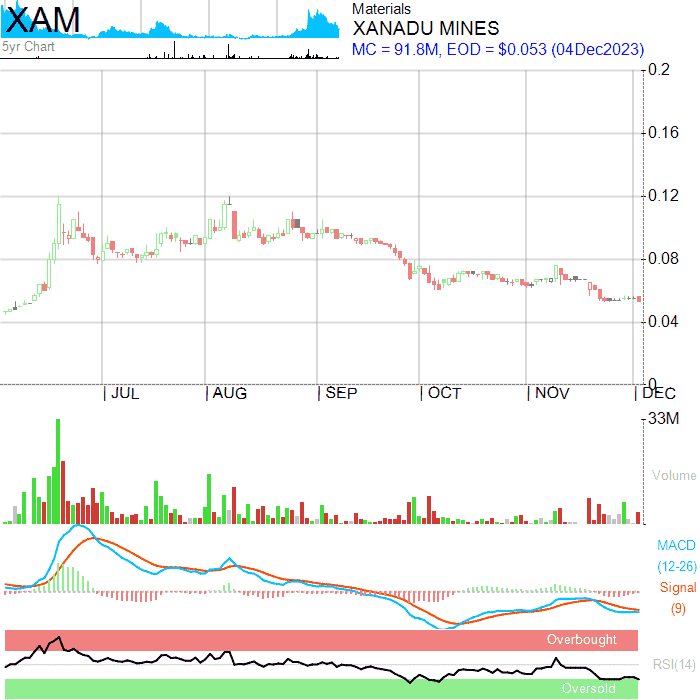 XAM
5yr Chart
Materials
XANADU MINES
MC = 91.8M, EOD = $0.053 (04Dec2023)
0.2
0.16
0.12
0.08
0.04
0
JUL AUG SEP OCT NOV DEC
33M
Volume
MACD
(12-26)
Signal
(9)
Overbought
RSI(14)
Oversold